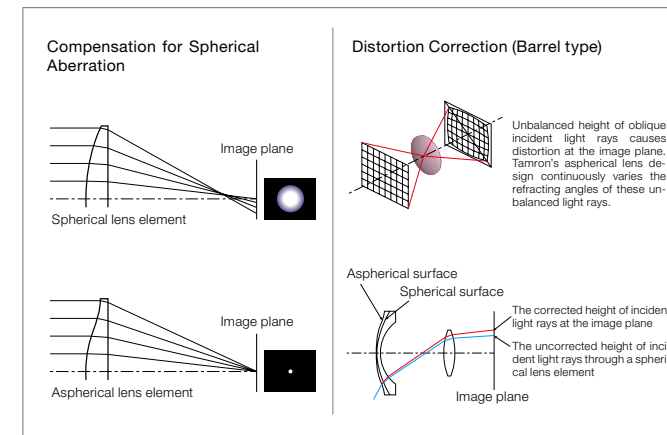 Compensation for Spherical
Aberration
Image plane
Spherical lens element
Image plane
Aspherical lens element
Distortion Correction (Barrel type)
Unbalanced height of oblique
incident light rays causes
distortion at the image plane.
Tamron's aspherical lens de-
sign continuously varies the
refracting angles of these un-
balanced light rays.
Aspherical surface
Spherical surface
The corrected height of inciden
light rays at the image plane
The uncorrected height of inci
dent light rays through a spheri
cal lens element
Image plane